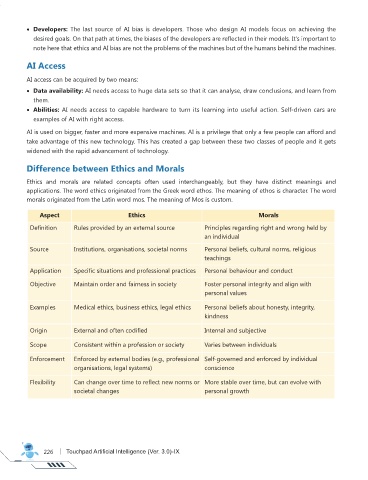 • Developers: The last source of AI bias is developers. Those who design AI models focus on achieving the
desired goals. On that path at times, the biases of the developers are reflected in their models. It's important to
note here that ethics and AI bias are not the problems of the machines but of the humans behind the machines.
AI Access
AI access can be acquired by two means:
• Data availability: AI needs access to huge data sets so that it can analyse, draw conclusions, and learn from
them.
• Abilities: AI needs access to capable hardware to turn its learning into useful action. Self-driven cars are
examples of AI with right access.
AI is used on bigger, faster and more expensive machines. AI is a privilege that only a few people can afford and
take advantage of this new technology. This has created a gap between these two classes of people and it gets
widened with the rapid advancement of technology.
Difference between Ethics and Morals
Ethics and morals are related concepts often used interchangeably, but they have distinct meanings and
applications. The word ethics originated from the Greek word ethos. The meaning of ethos is character. The word
morals originated from the Latin word mos. The meaning of Mos is custom.
Aspect Ethics Morals
Definition Rules provided by an external source Principles regarding right and wrong held by
an individual
Source Institutions, organisations, societal norms Personal beliefs, cultural norms, religious
teachings
Application Specific situations and professional practices Personal behaviour and conduct
Objective Maintain order and fairness in society Foster personal integrity and align with
personal values
Examples Medical ethics, business ethics, legal ethics Personal beliefs about honesty, integrity,
kindness
Origin External and often codified Internal and subjective
Scope Consistent within a profession or society Varies between individuals
Enforcement Enforced by external bodies (e.g., professional Self-governed and enforced by individual
organisations, legal systems) conscience
Flexibility Can change over time to reflect new norms or More stable over time, but can evolve with
societal changes personal growth
226 | Touchpad Artificial Intelligence (Ver. 3.0)-IX